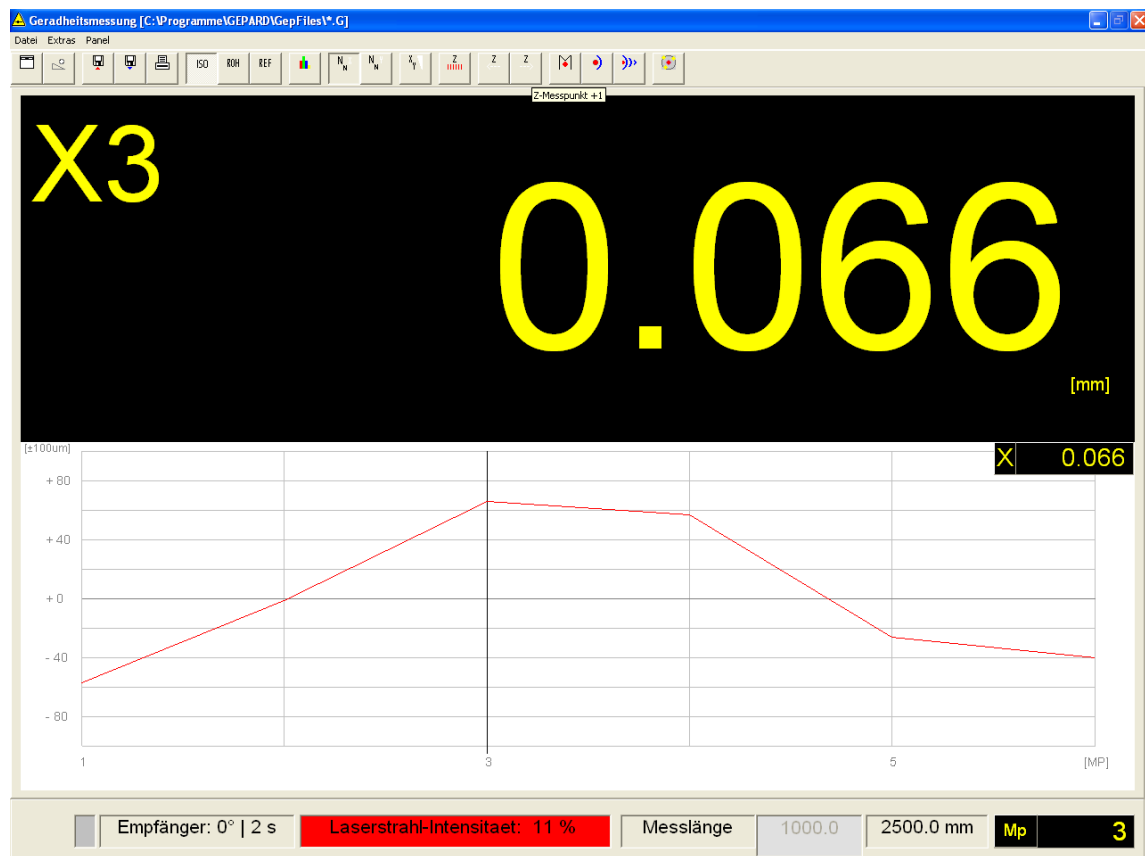 Geradheitsmessung [C:\Programme\GEPARD\GepFiles\*.G]
Datei Extras Panel
ISO ROH REF N N N N X Y Z Z Z
Z-Messpunkt +1
X3
0.066
[mm]
[±100um]
X 0.066
+ 80
+ 40
+ 0
- 40
- 80
1 3 5 [MP]
Empfänger: 0° | 2 s Laserstrahl-Intensitaet: 11 % Messlänge 1000.0 2500.0 mm Mp 3